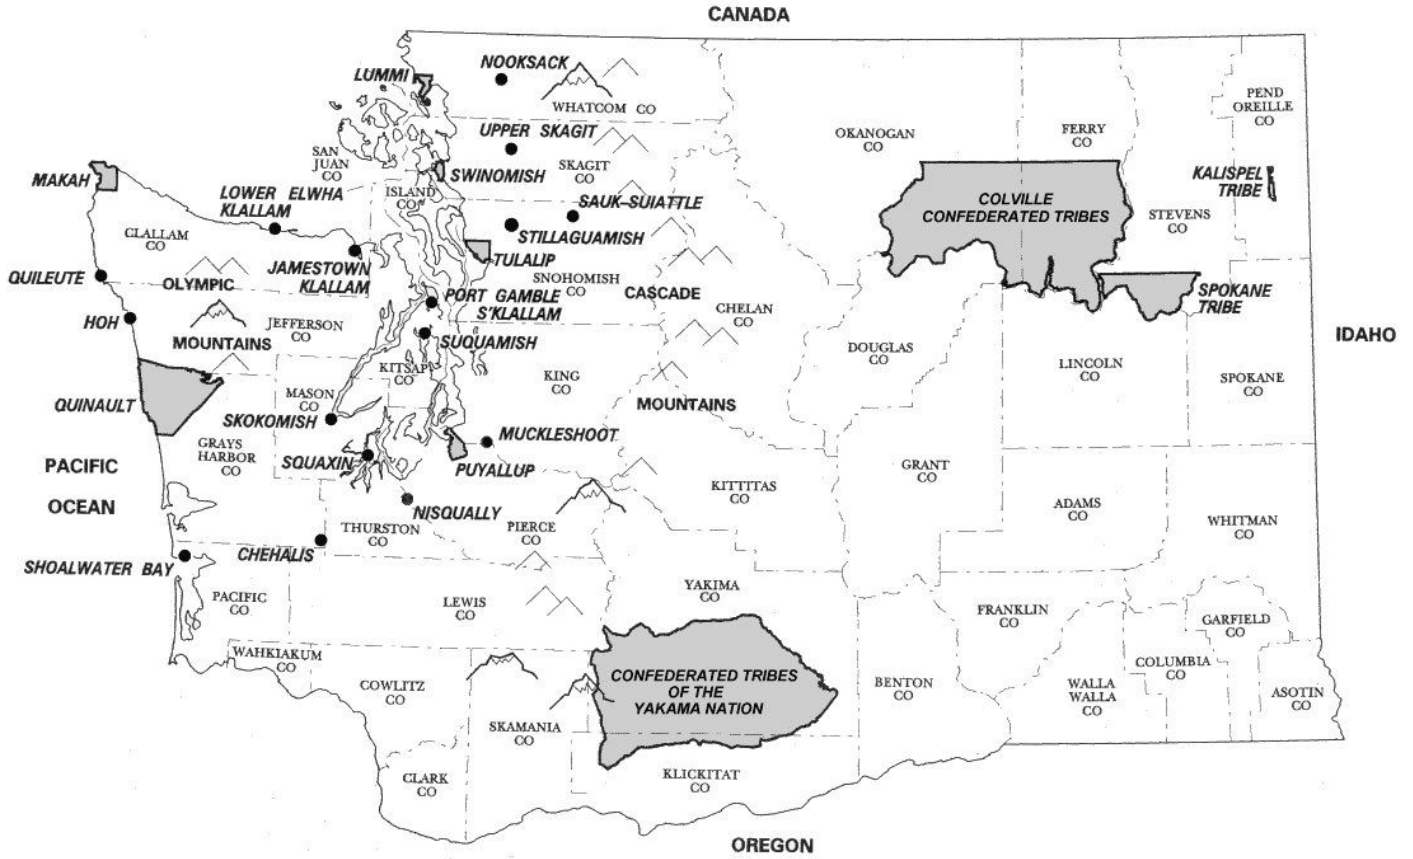 CANADA
NOOKSACK
LUMMI
WHATCOM CO
PEND
OREILLE
CO
UPPER SKAGIT
OKANOGAN
CO
FERRY
CO
SAN
JUAN
CO
SKAGIT
CO
SWINOMISH
MAKAH
KALISPEL
TRIBE
LOWER ELWHA
KLALLAM
ISLAND
CO
SAUK-SUIATTLE
COLVILLE
CONFEDERATED TRIBES
STEVENS
CO
CLALLAM
CO
STILLAGUAMISH
JAMESTOWN
KLALLAM
TULALIP
QUILEUTE
OLYMPIC
SNOHOMISH
CO
CASCADE
SPOKANE
TRIBE
PORT GAMBLE
S'KLALLAM
CHELAN
CO
HOH
JEFFERSON
CO
MOUNTAINS
SUQUAMISH
IDAHO
DOUGLAS
CO
KITSAP
CO
KING
CO
LINCOLN
CO
SPOKANE
CO
MASON
CO
QUINAULT
MOUNTAINS
SKOKOMISH
MUCKLESHOOT
GRAYS
HARBOR
CO
PACIFIC
OCEAN
SQUAXIN
PUYALLUP
GRANT
CO
KITTITAS
CO
ADAMS
CO
NISQUALLY
THURSTON
CO
PIERCE
CO
WHITMAN
CO
CHEHALIS
SHOALWATER BAY
YAKIMA
CO
PACIFIC
CO
LEWIS
CO
FRANKLIN
CO
GARFIELD
CO
WAHKIAKUM
CO
COLUMBIA
CO
CONFEDERATED TRIBES
OF THE
YAKAMA NATION
COWLITZ
CO
BENTON
CO
WALLA
WALLA
CO
ASOTIN
CO
SKAMANIA
CO
CLARK
CO
KLICKITAT
CO
OREGON